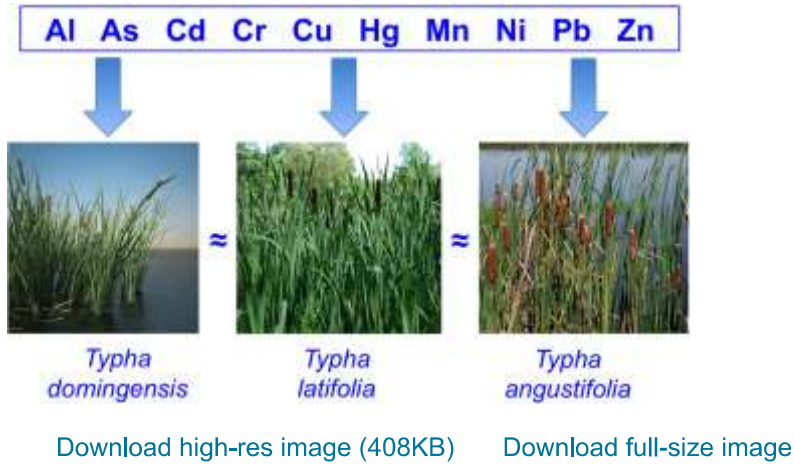 Al As Cd Cr Cu Hg Mn Ni Pb Zn
≈ ≈
Typha domingensis
Typha latifolia
Typha angustifolia
Download high-res image (408KB) Download full-size image